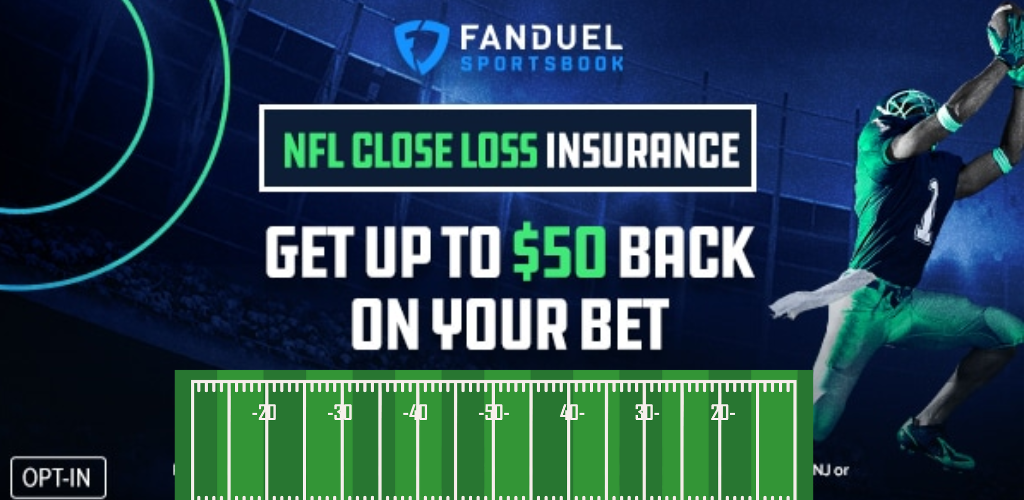 FANDUEL
SPORTSBOOK
NFL CLOSE LOSS INSURANCE
GET UP TO $50 BACK
ON YOUR BET
-20 -30 -40 -50- 40- 30- 20-
1
OPT-IN
NJ or